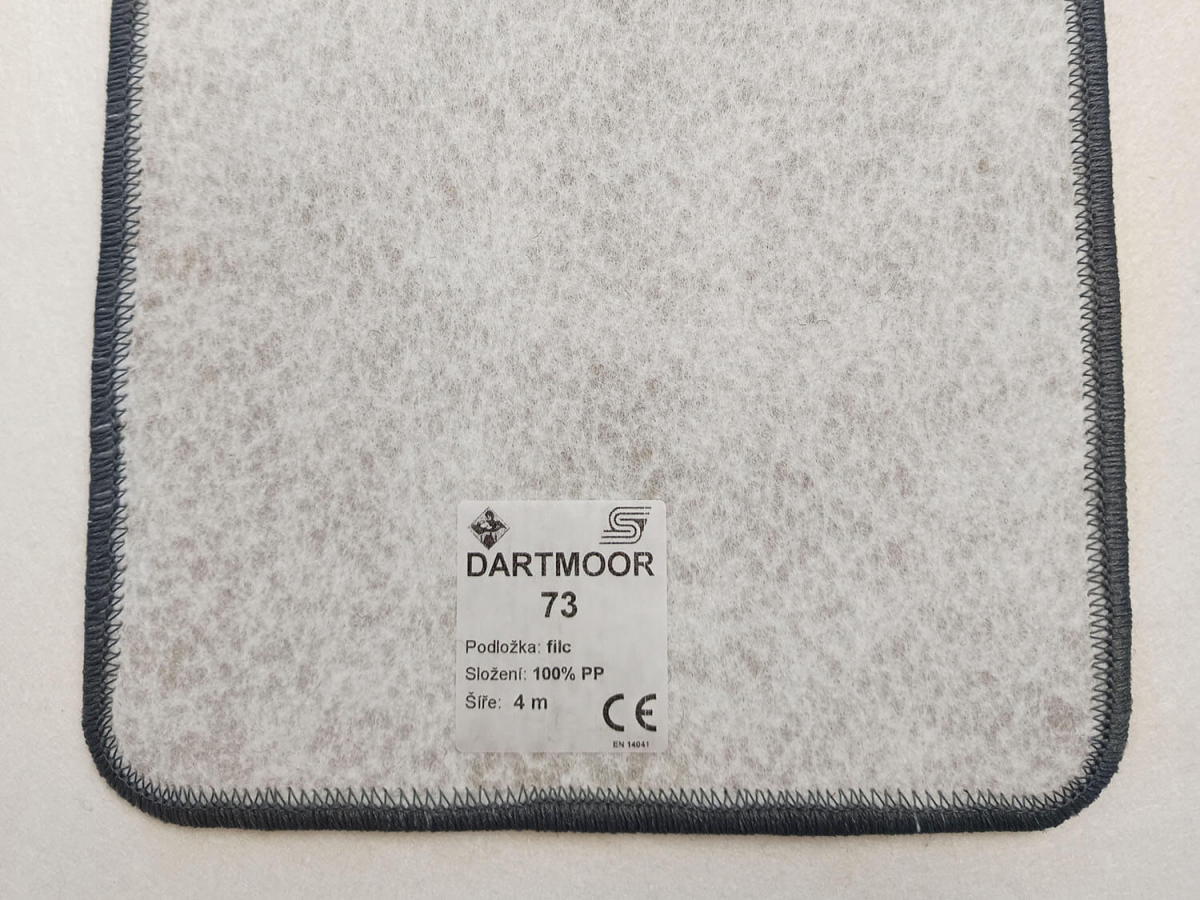 DARTMOOR
73
Podložka: filc
Složení: 100% PP
Šíře: 4 m
CE
EN 14041